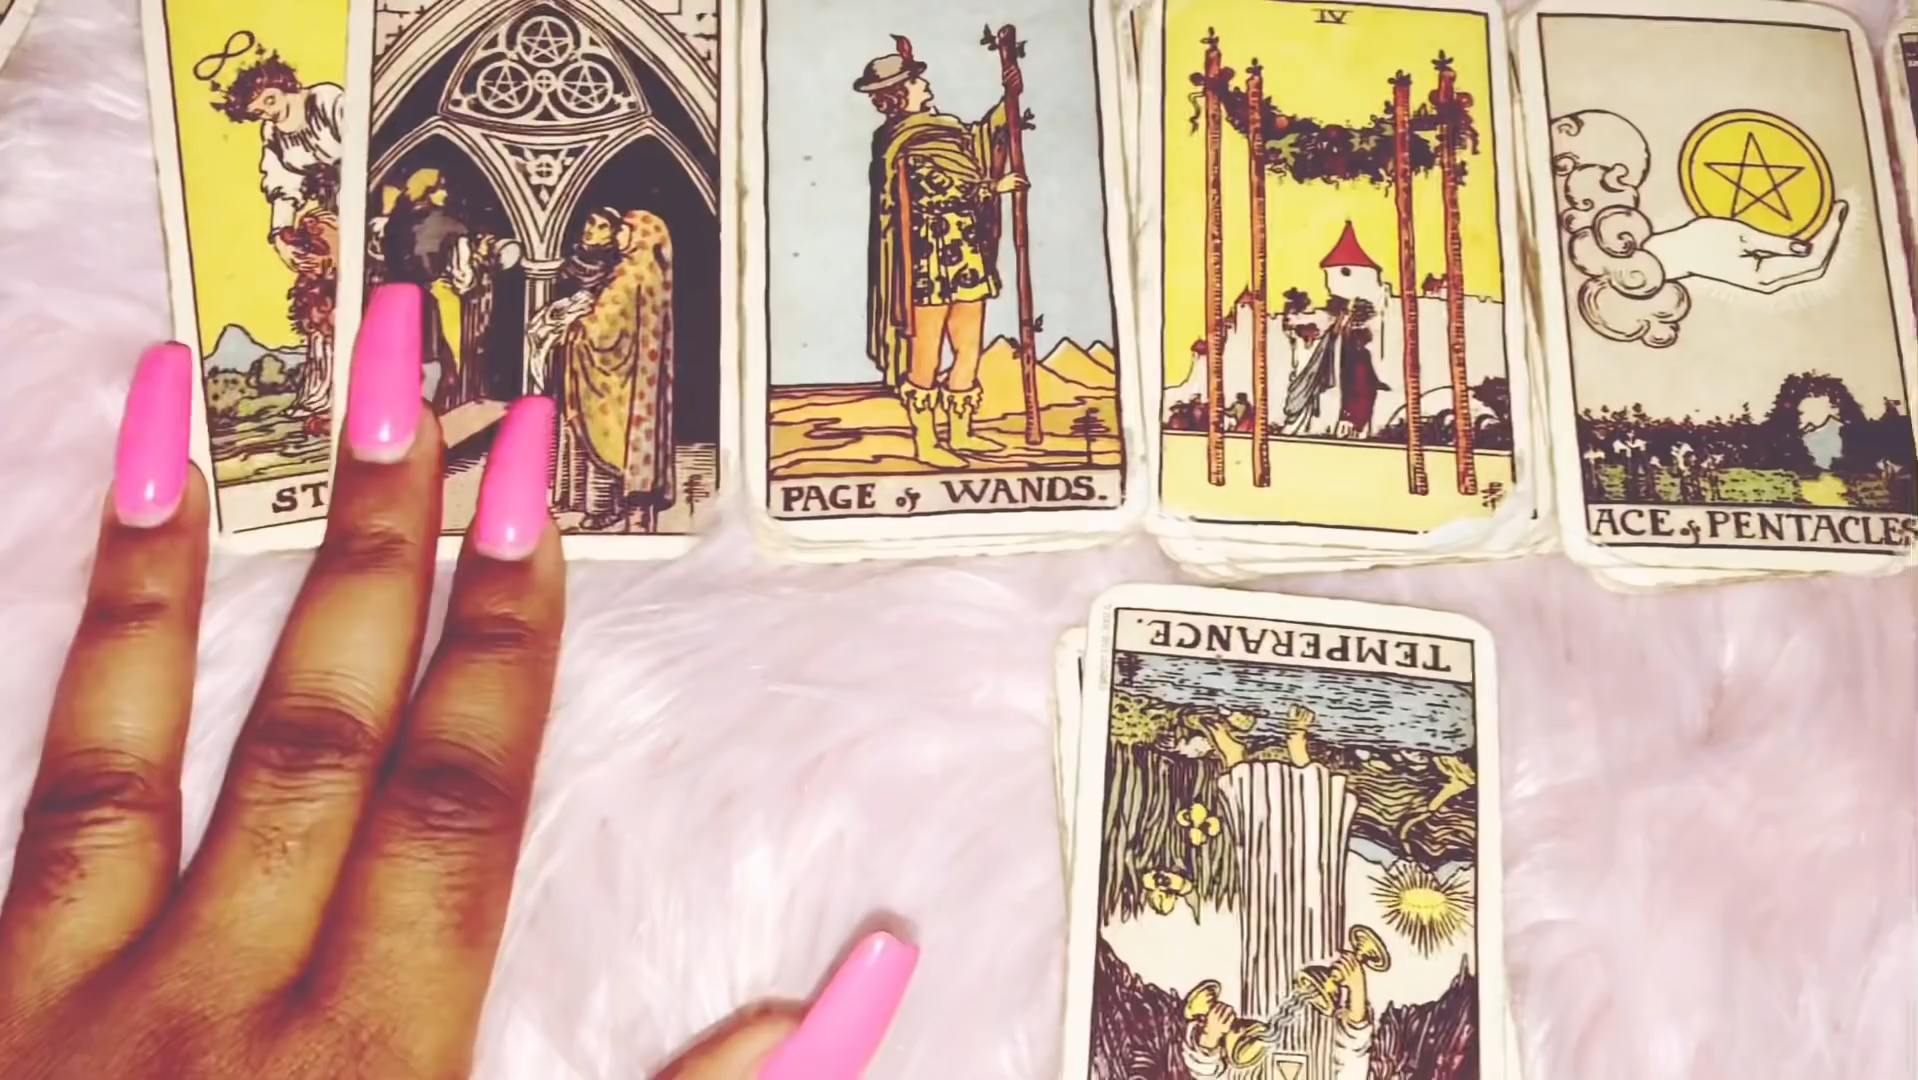 IV
ST
PAGE of WANDS.
ACE of PENTACLES
TEMPERANCE.